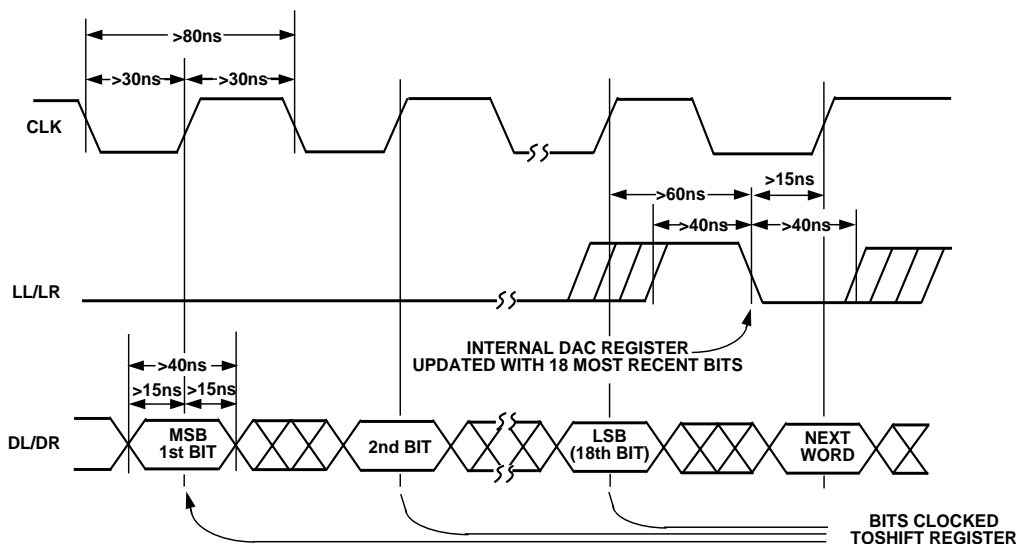 >80ns
>30ns
>30ns
CLK
>15ns
>60ns
>40ns
>40ns
LL/LR
INTERNAL DAC REGISTER
UPDATED WITH 18 MOST RECENT BITS
>40ns
>15ns
>15ns
DL/DR
MSB
1st BIT
2nd BIT
LSB
(18th BIT)
NEXT
WORD
BITS CLOCKED
TOSHIFT REGISTER